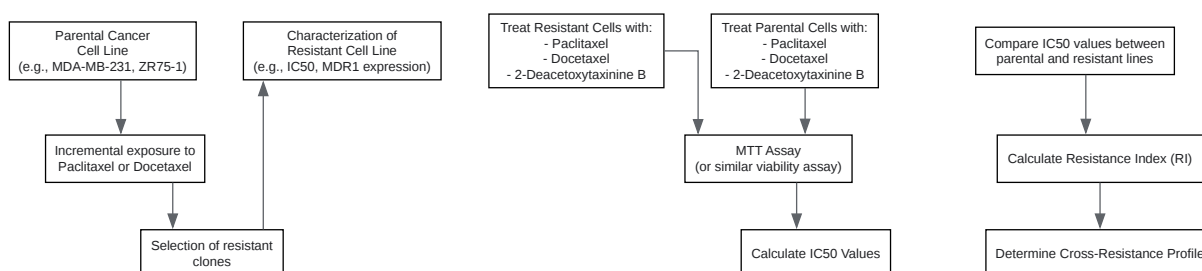 Parental Cancer
Cell Line
(e.g., MDA-MB-231, ZR75-1)
Incremental exposure to
Paclitaxel or Docetaxel
Selection of resistant
clones
Characterization of
Resistant Cell Line
(e.g., IC50, MDR1 expression)
Treat Resistant Cells with:
- Paclitaxel
- Docetaxel
- 2-Deacetoxytaxinine B
Treat Parental Cells with:
- Paclitaxel
- Docetaxel
- 2-Deacetoxytaxinine B
MTT Assay
(or similar viability assay)
Calculate IC50 Values
Compare IC50 values between
parental and resistant lines
Calculate Resistance Index (RI)
Determine Cross-Resistance Profile